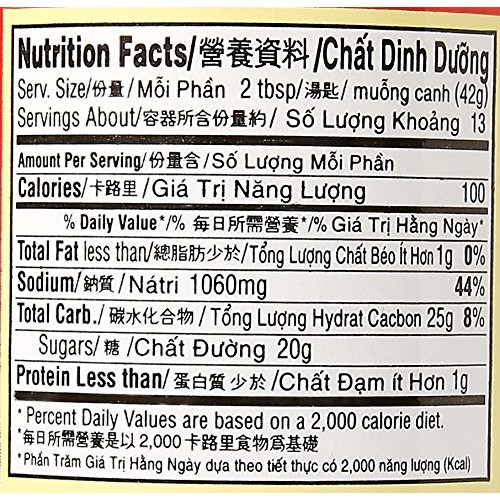 Nutrition Facts/營養資料/Chất Dinh Dưỡng
Serv. Size/份量/Mỗi Phần 2 tbsp/湯匙/muỗng canh (42g)
Servings About/容器所含份量約/ Số Lượng Khoảng 13
Amount Per Serving/份量含/Số Lượng Mỗi Phần
Calories/卡路里/Giá Trị Năng Lượng 100
% Daily Value*/% 每日所需營養*/% Giá Trị Hằng Ngày*
Total Fat less than/總脂肪少於/Tổng Lượng Chất Béo Ít Hơn 1g 0%
Sodium/鈉質/Nátri 1060mg 44%
Total Carb./碳水化合物/Tổng Lượng Hydrat Cacbon 25g 8%
Sugars/糖/Chất Đường 20g
Protein Less than/蛋白質 少於/Chất Đạm ít Hơn 1g
* Percent Daily Values are based on a 2,000 calorie diet.
*每日所需營養是以 2,000 卡路里食物為基礎
*Phần Trăm Giá Trị Hằng Ngày dựa theo tiết thực có 2,000 năng lượng (Kcal)